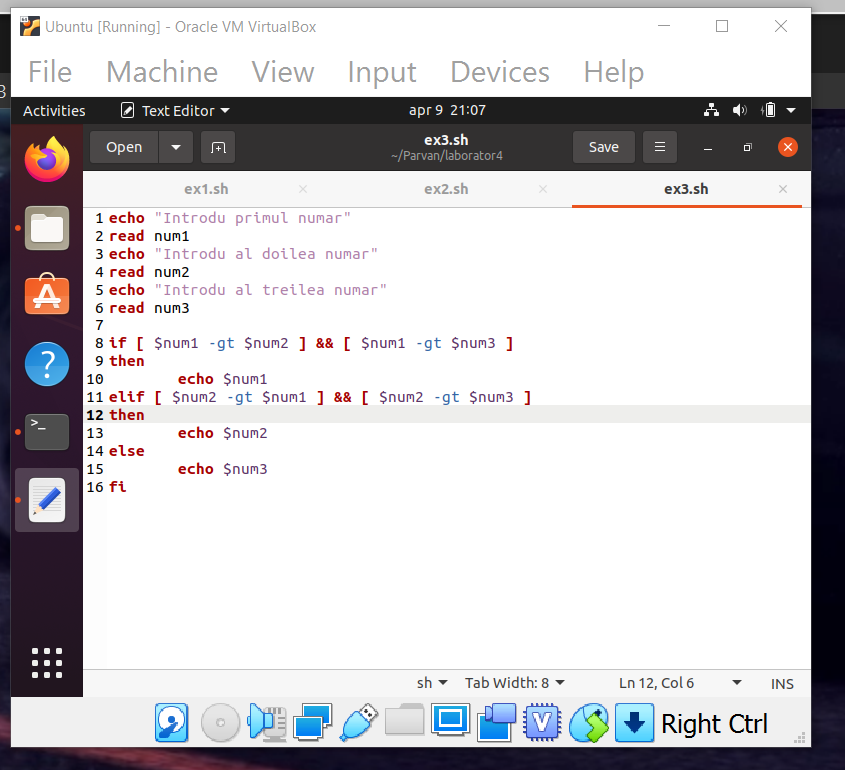 Ubuntu [Running] - Oracle VM VirtualBox
File Machine View Input Devices Help
Activities Text Editor apr 9 21:07
Open ex3.sh Save
~/Parvan/laborator4
ex1.sh ex2.sh ex3.sh
1 echo "Introdu primul numar"
2 read num1
3 echo "Introdu al doilea numar"
4 read num2
5 echo "Introdu al treilea numar"
6 read num3
7
8 if [ $num1 -gt $num2 ] && [ $num1 -gt $num3 ]
9 then
10         echo $num1
11 elif [ $num2 -gt $num1 ] && [ $num2 -gt $num3 ]
12 then
13         echo $num2
14 else
15         echo $num3
16 fi
sh Tab Width: 8 Ln 12, Col 6 INS
Right Ctrl